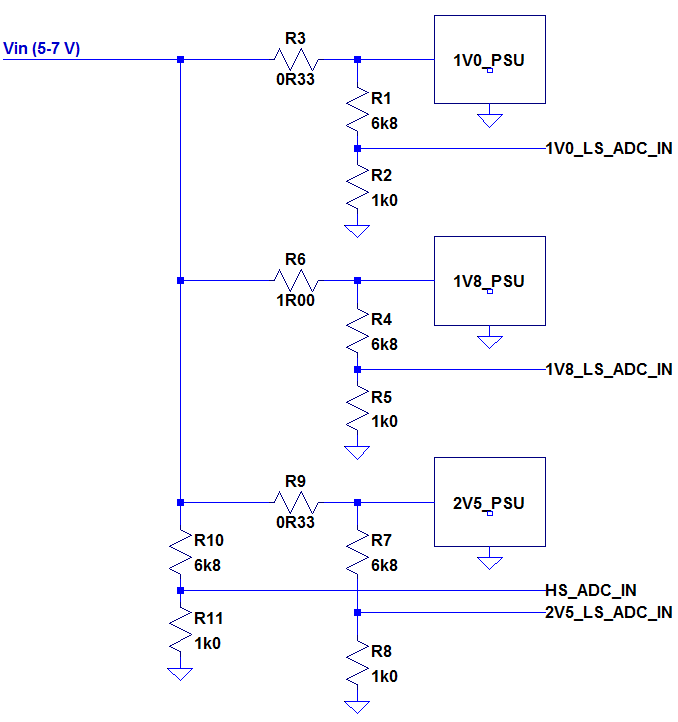 Vin (5-7 V)
R3
0R33
1V0_PSU
R1
6k8
1V0_LS_ADC_IN
R2
1k0
R6
1R00
1V8_PSU
R4
6k8
1V8_LS_ADC_IN
R5
1k0
R9
0R33
2V5_PSU
R10
6k8
R7
6k8
HS_ADC_IN
2V5_LS_ADC_IN
R11
1k0
R8
1k0